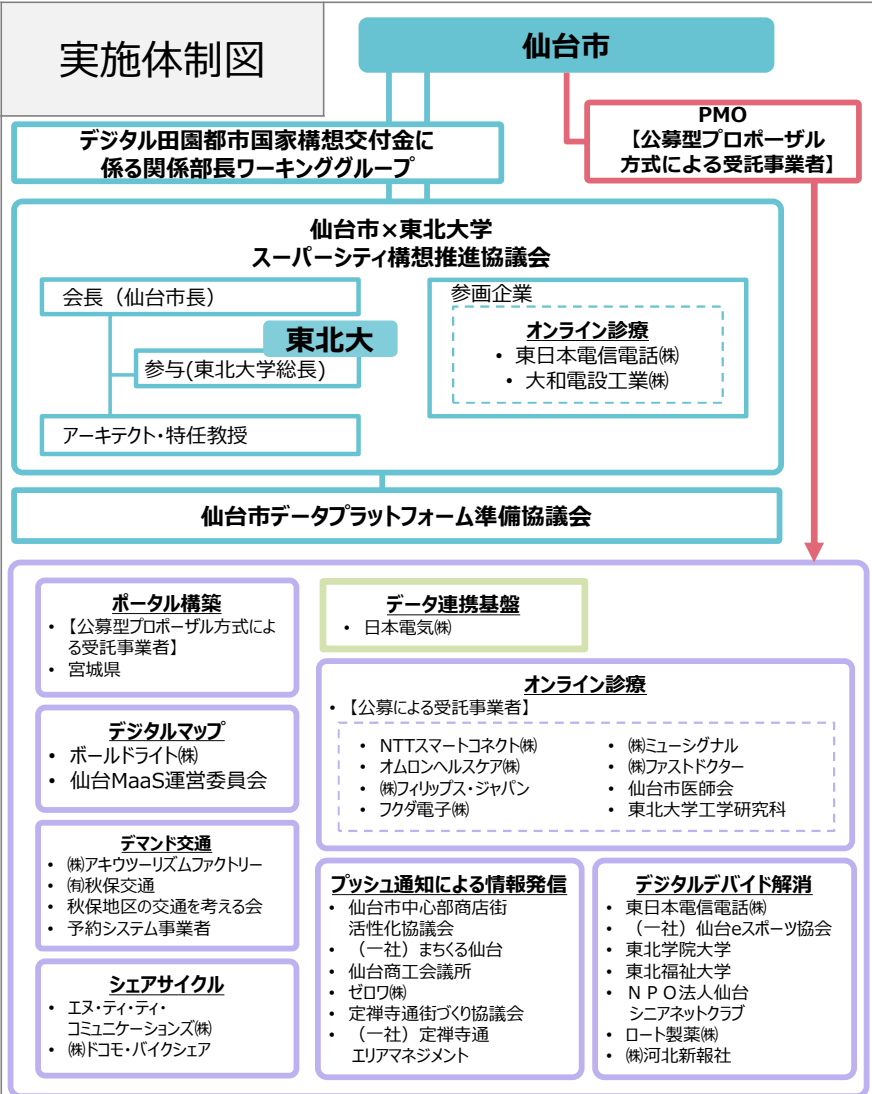 実施体制図
仙台市
デジタル田園都市国家構想交付金に
係る関係部長ワーキンググループ
PMO
【公募型プロポーザル
方式による受託事業者】
仙台市×東北大学
スーパーシティ構想推進協議会
会長（仙台市長）
東北大
参与(東北大学総長)
アーキテクト・特任教授
参画企業
オンライン診療
• 東日本電信電話㈱
• 大和電設工業㈱
仙台市データプラットフォーム準備協議会
ポータル構築
• 【公募型プロポーザル方式によ
る受託事業者】
• 宮城県
データ連携基盤
• 日本電気㈱
デジタルマップ
• ボールドライト㈱
• 仙台MaaS運営委員会
オンライン診療
• 【公募による受託事業者】
• NTTスマートコネクト㈱
• オムロンヘルスケア㈱
• ㈱フィリップス・ジャパン
• フクダ電子㈱
• ㈱ミューシグナル
• ㈱ファストドクター
• 仙台市医師会
• 東北大学工学研究科
デマンド交通
• ㈱アキウツーリズムファクトリー
• ㈲秋保交通
• 秋保地区の交通を考える会
• 予約システム事業者
シェアサイクル
• エヌ・ティ・ティ・
コミュニケーションズ㈱
• ㈱ドコモ・バイクシェア
プッシュ通知による情報発信
• 仙台市中心部商店街
活性化協議会
• （一社）まちくる仙台
• 仙台商工会議所
• ゼロワ㈱
• 定禅寺通街づくり協議会
• （一社）定禅寺通
エリアマネジメント
デジタルデバイド解消
• 東日本電信電話㈱
• （一社）仙台eスポーツ協会
• 東北学院大学
• 東北福祉大学
• ＮＰＯ法人仙台
シニアネットクラブ
• ロート製薬㈱
• ㈱河北新報社